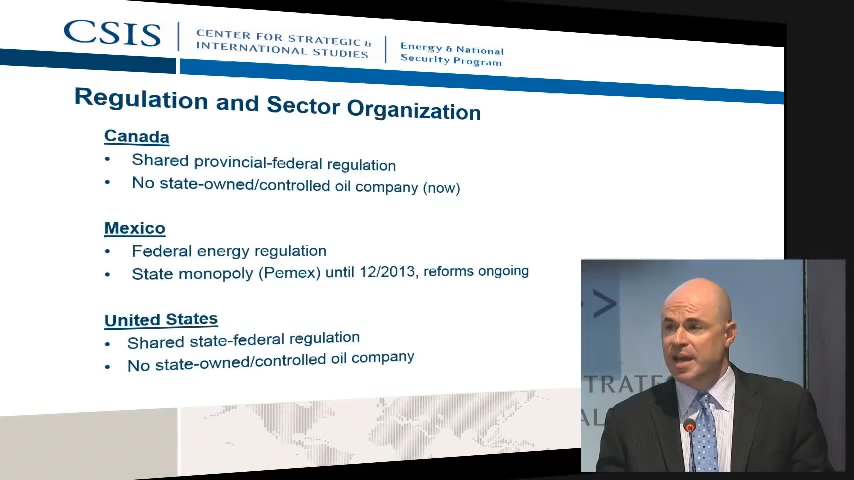 CSIS
CENTER FOR STRATEGIC &
INTERNATIONAL STUDIES
Energy & National
Security Program
Regulation and Sector Organization
Canada
• Shared provincial-federal regulation
• No state-owned/controlled oil company (now)
Mexico
• Federal energy regulation
• State monopoly (Pemex) until 12/2013, reforms ongoing
United States
• Shared state-federal regulation
• No state-owned/controlled oil company
>
TRATE
AL